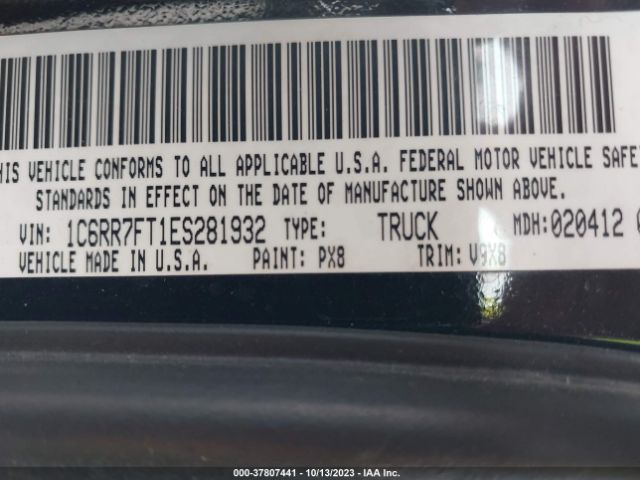 HIS VEHICLE CONFORMS TO ALL APPLICABLE U.S.A. FEDERAL MOTOR VEHICLE SAFE
STANDARDS IN EFFECT ON THE DATE OF MANUFACTURE SHOWN ABOVE.
VIN: 1C6RR7FT1ES281932 TYPE: TRUCK MDH:020412 0
VEHICLE MADE IN U.S.A. PAINT: PX8 TRIM: V9X8
000-37807441 - 10/13/2023 - IAA Inc.